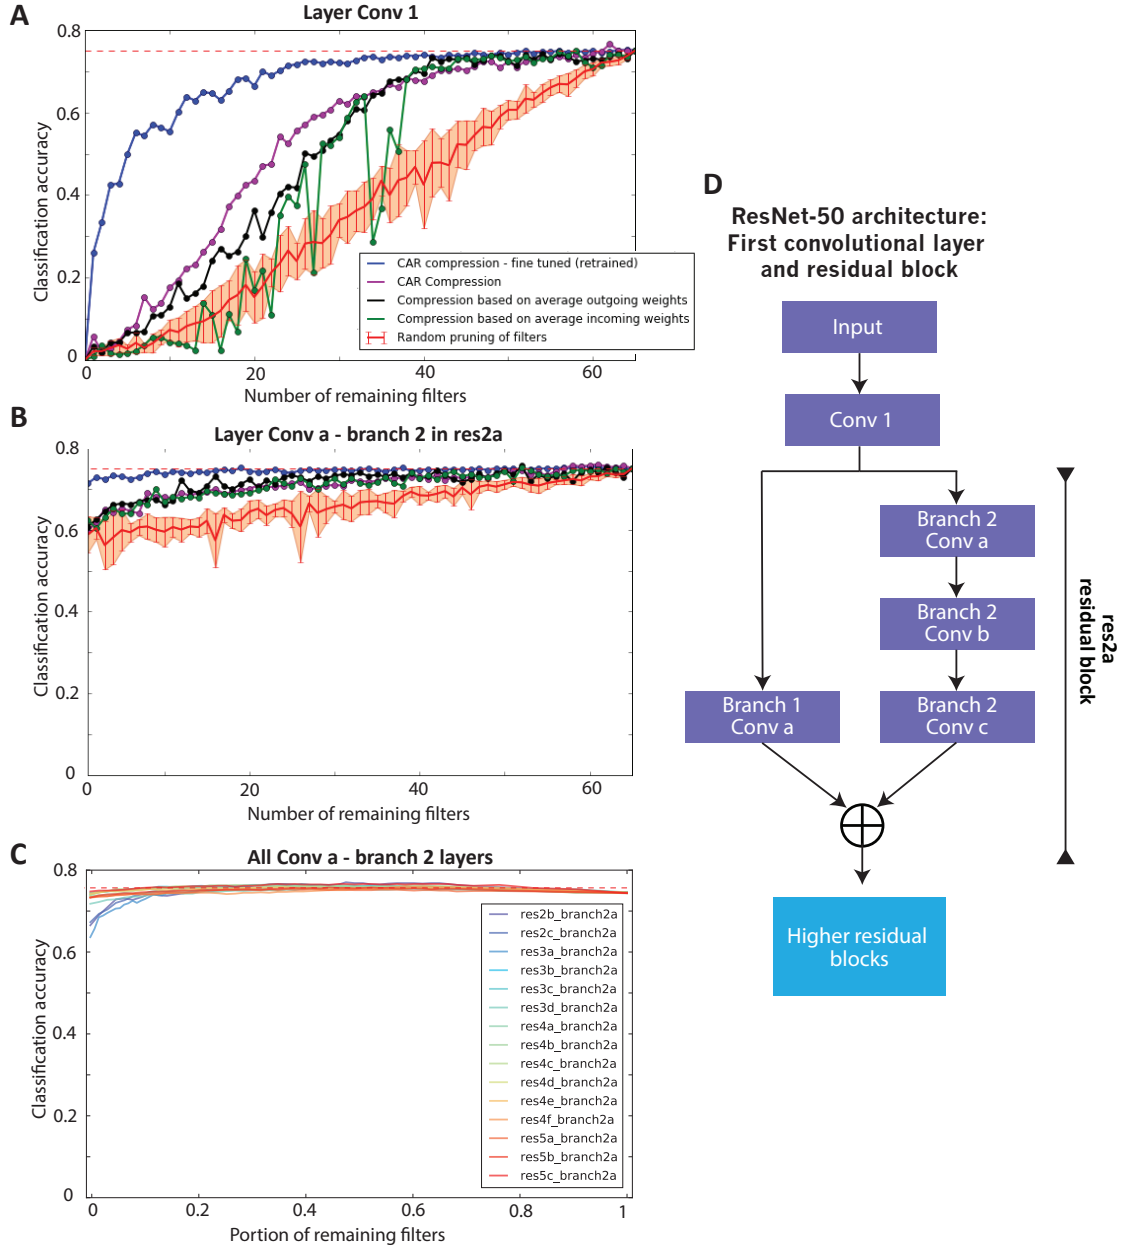 A
Layer Conv 1
0.8
0.6
0.4
0.2
0
Classification accuracy
CAR compression - fine tuned (retrained)
CAR Compression
Compression based on average outgoing weights
Compression based on average incoming weights
Random pruning of filters
0
20
40
60
Number of remaining filters
B
Layer Conv a - branch 2 in res2a
0.8
0.6
0.4
0.2
0
Classification accuracy
0
20
40
60
Number of remaining filters
C
All Conv a - branch 2 layers
0.8
0.6
0.4
0.2
0
Classification accuracy
res2b_branch2a
res2c_branch2a
res3a_branch2a
res3b_branch2a
res3c_branch2a
res3d_branch2a
res4a_branch2a
res4b_branch2a
res4c_branch2a
res4d_branch2a
res4e_branch2a
res4f_branch2a
res5a_branch2a
res5b_branch2a
res5c_branch2a
0
0.2
0.4
0.6
0.8
1
Portion of remaining filters
D
ResNet-50 architecture:
First convolutional layer
and residual block
Input
Conv 1
Branch 2
Conv a
Branch 2
Conv b
Branch 1
Conv a
Branch 2
Conv c
res2a
residual block
Higher residual
blocks